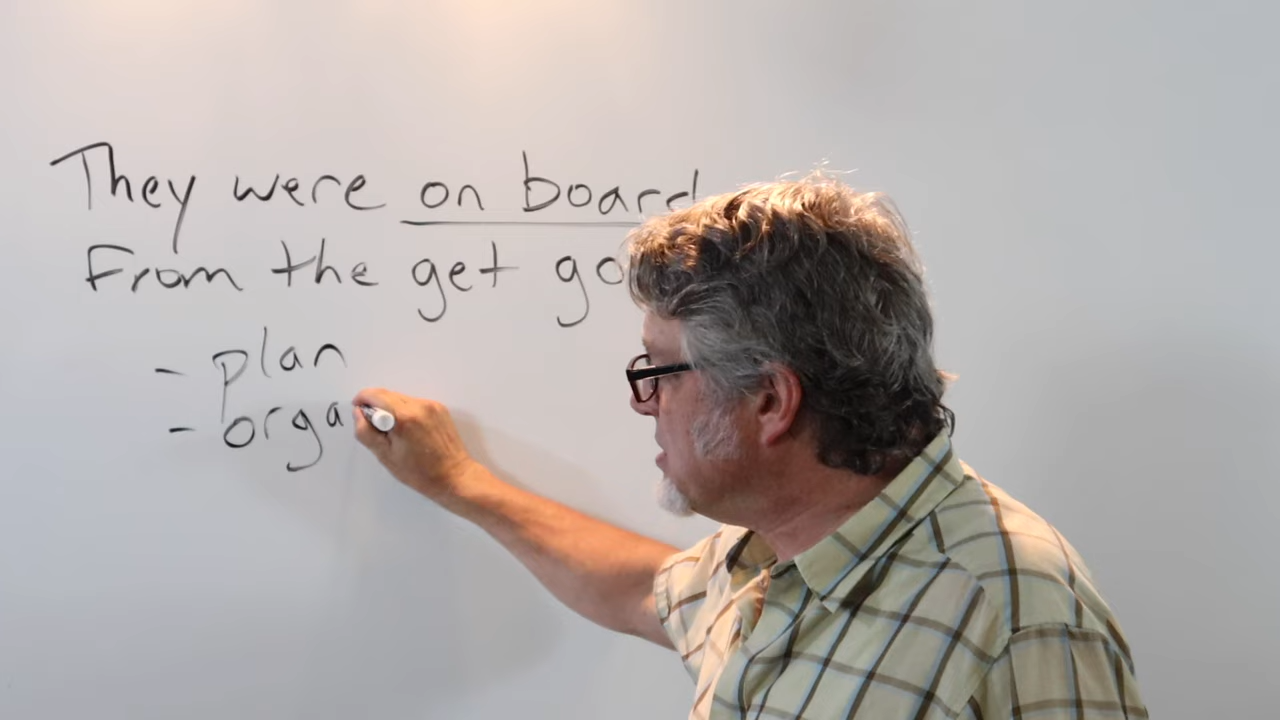 They were on board
From the get go
- plan
- orga